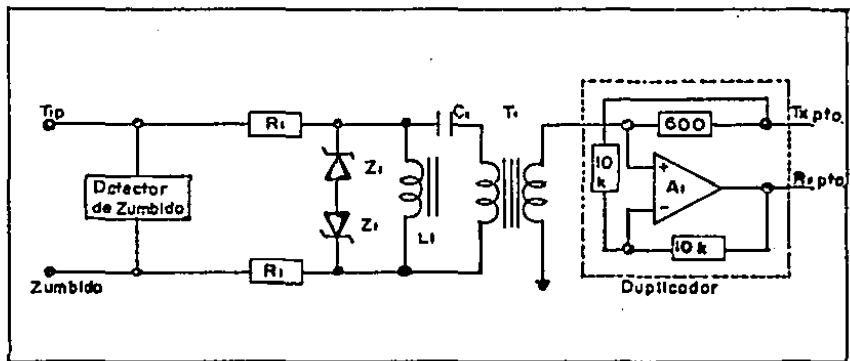 Tip
R1
C1
T1
600
Tx pto.
Detector
de Zumbido
Z1
Z1
L1
10
k
+
A1
-
Rx pto.
10k
Zumbido
R1
Duplicador